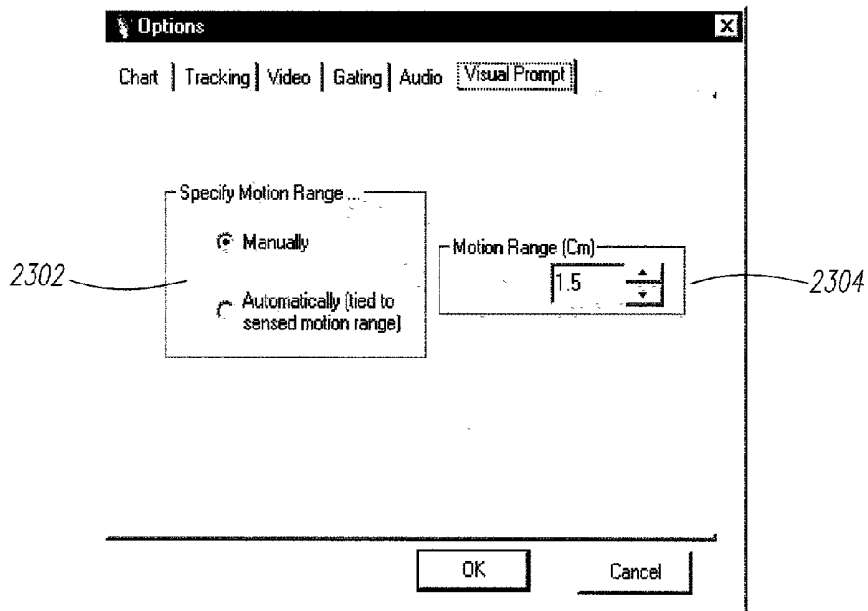 Options
Chart Tracking Video Gating Audio Visual Prompt
Specify Motion Range ...
Manually
Motion Range (Cm)
2302
1.5
2304
Automatically (tied to
sensed motion range)
OK Cancel